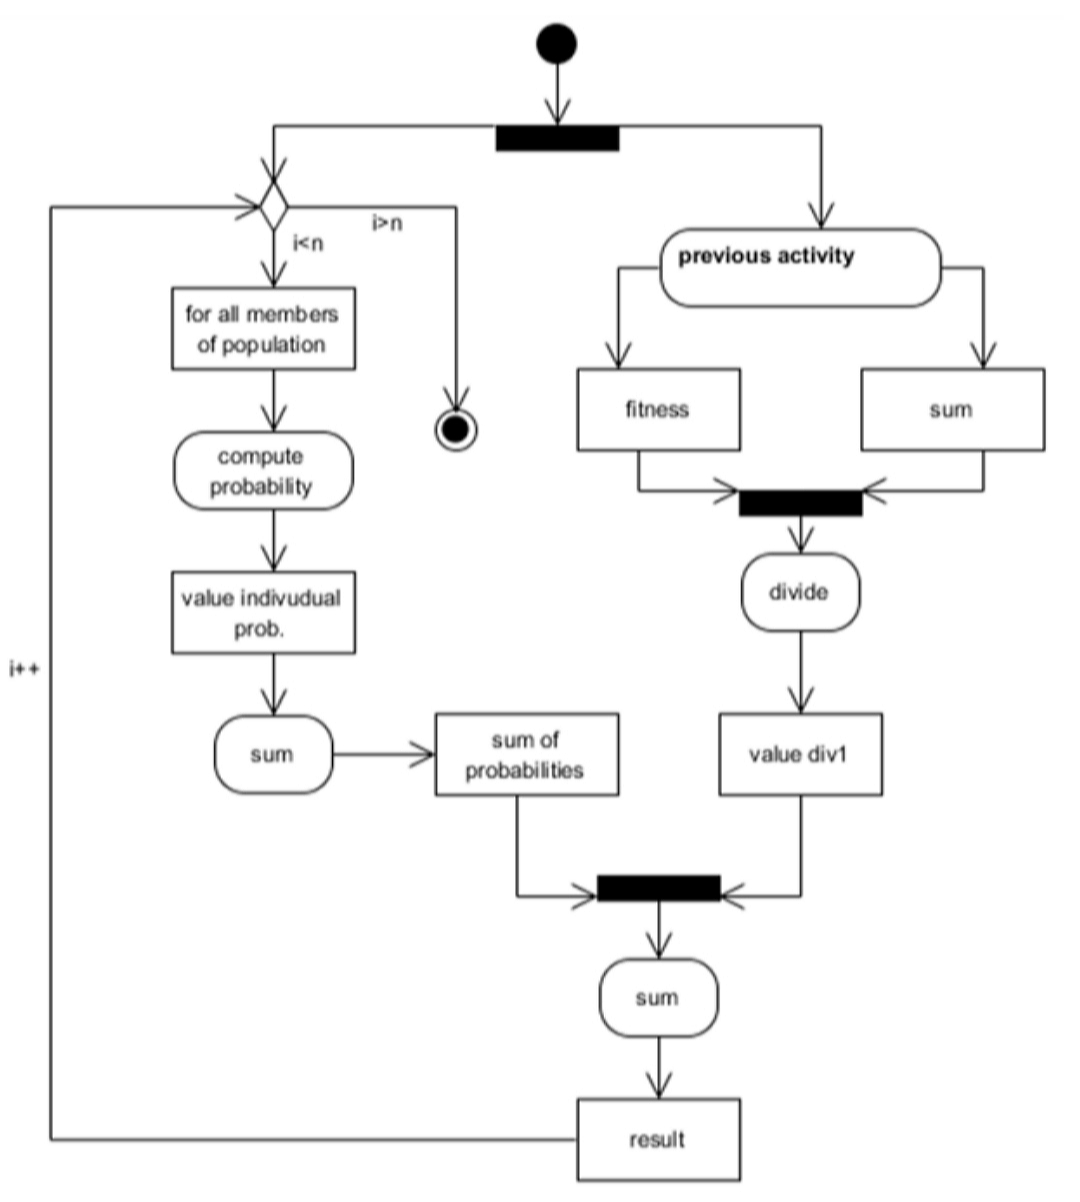 i>n
i<n
previous activity
for all members
of population
fitness
sum
compute
probability
divide
value indivudual
prob.
i++
sum
sum of
probabilities
value div1
sum
result